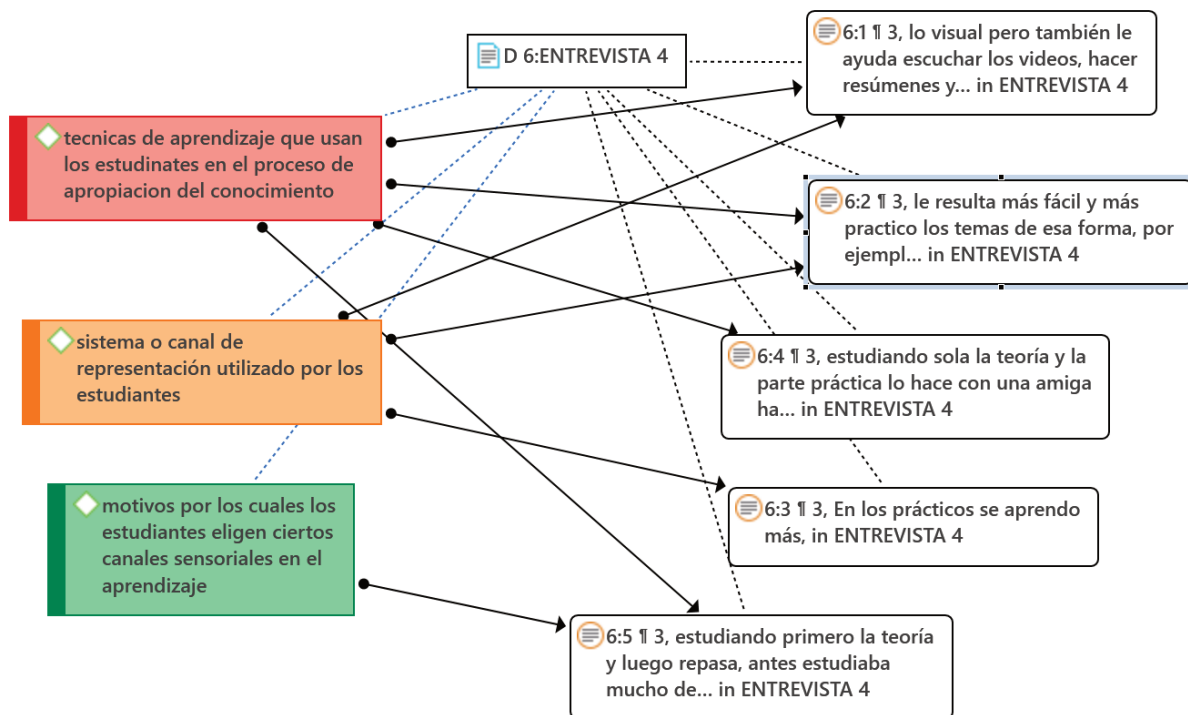 D 6:ENTREVISTA 4
tecnicas de aprendizaje que usan
los estudinates en el proceso de
apropiacion del conocimiento
sistema o canal de
representación utilizado por los
estudiantes
motivos por los cuales los
estudiantes eligen ciertos
canales sensoriales en el
aprendizaje
6:1 ¶ 3, lo visual pero también le
ayuda escuchar los videos, hacer
resúmenes y… in ENTREVISTA 4
6:2 ¶ 3, le resulta más fácil y más
practico los temas de esa forma, por
ejempl… in ENTREVISTA 4
6:4 ¶ 3, estudiando sola la teoría y la
parte práctica lo hace con una amiga
ha… in ENTREVISTA 4
6:3 ¶ 3, En los prácticos se aprendo
más, in ENTREVISTA 4
6:5 ¶ 3, estudiando primero la teoría
y luego repasa, antes estudiaba
mucho de… in ENTREVISTA 4